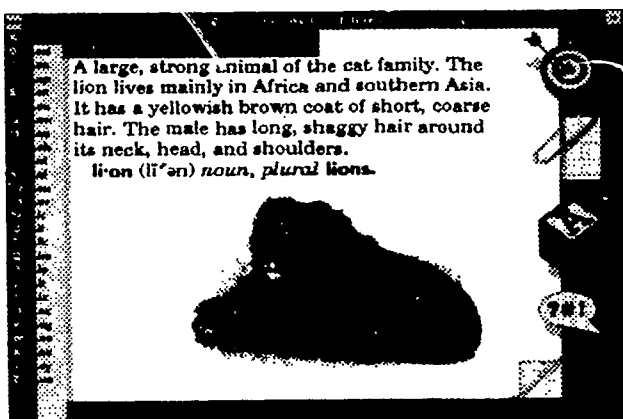 A large, strong animal of the cat family. The
lion lives mainly in Africa and southern Asia.
It has a yellowish brown coat of short, coarse
hair. The male has long, shaggy hair around
its neck, head, and shoulders.
li·on (lī′ən) noun, plural lions.
A
?#!